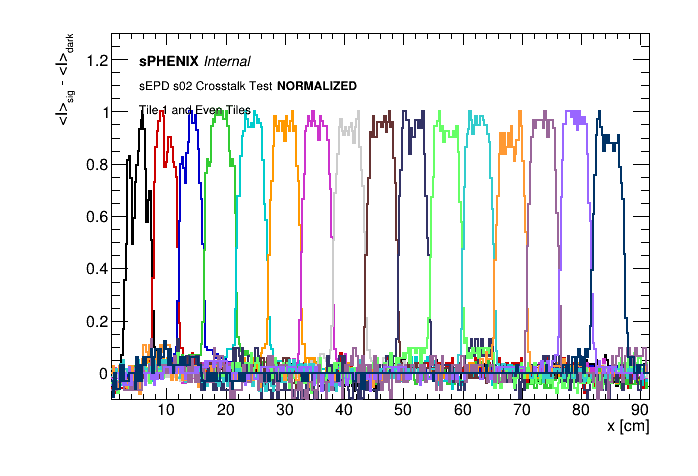 <I>sig - <I>dark
sPHENIX Internal
sEPD s02 Crosstalk Test NORMALIZED
Tile 1 and Even Tiles
1.2
1
0.8
0.6
0.4
0.2
0
10 20 30 40 50 60 70 80 90
x [cm]